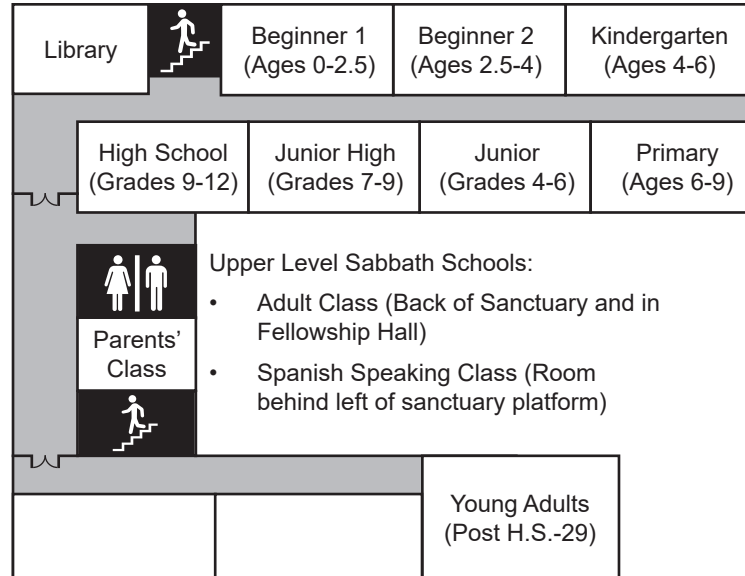 Library
Beginner 1
(Ages 0-2.5)
Beginner 2
(Ages 2.5-4)
Kindergarten
(Ages 4-6)
High School
(Grades 9-12)
Junior High
(Grades 7-9)
Junior
(Grades 4-6)
Primary
(Ages 6-9)
Parents’
Class
Upper Level Sabbath Schools:
• Adult Class (Back of Sanctuary and in
Fellowship Hall)
• Spanish Speaking Class (Room
behind left of sanctuary platform)
Young Adults
(Post H.S.-29)